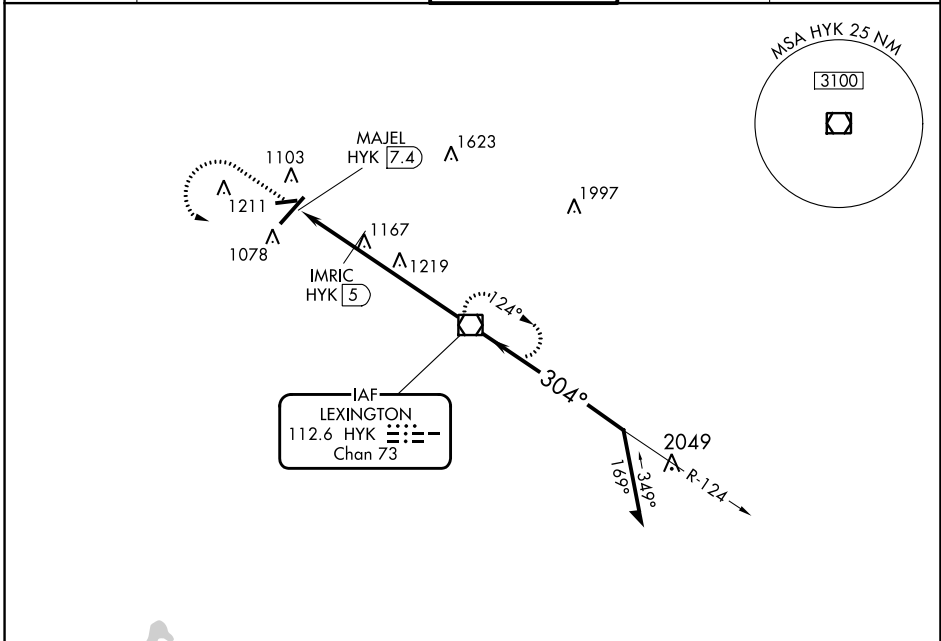 MSA HYK 25 NM
3100
MAJEL
HYK 7.4
1623
1103
1997
1211
1167
1078
1219
IMRIC
HYK 5
124°
IAF
LEXINGTON
112.6 HYK
Chan 73
304°
2049
R-124
169°
349°